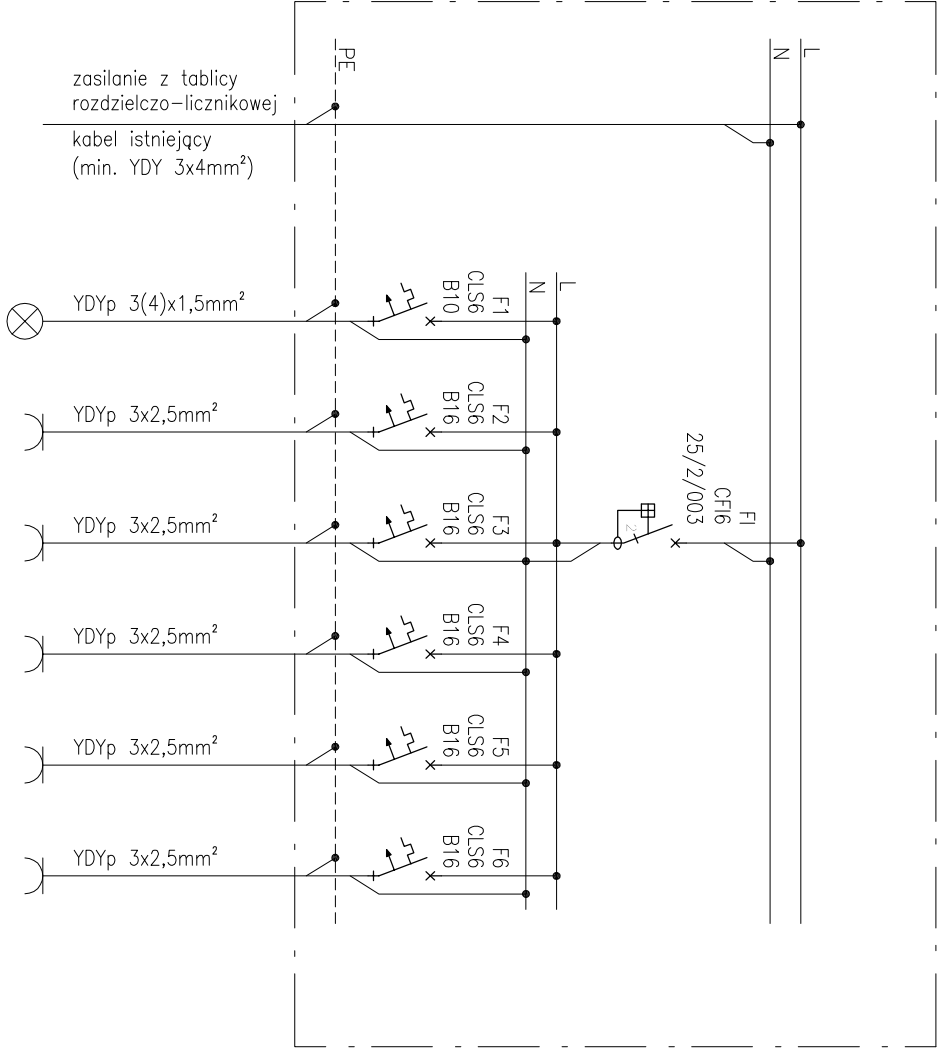 PE
N
L
zasilanie z tablicy
rozdzielczo-licznikowej
kabel istniejący
(min. YDY 3x4mm²)
N
L
YDYp 3(4)x1,5mm²
F1
CLS6
B10
YDYp 3x2,5mm²
F2
CLS6
B16
FI
CFI6
25/2/003
2
YDYp 3x2,5mm²
F3
CLS6
B16
YDYp 3x2,5mm²
F4
CLS6
B16
YDYp 3x2,5mm²
F5
CLS6
B16
YDYp 3x2,5mm²
F6
CLS6
B16